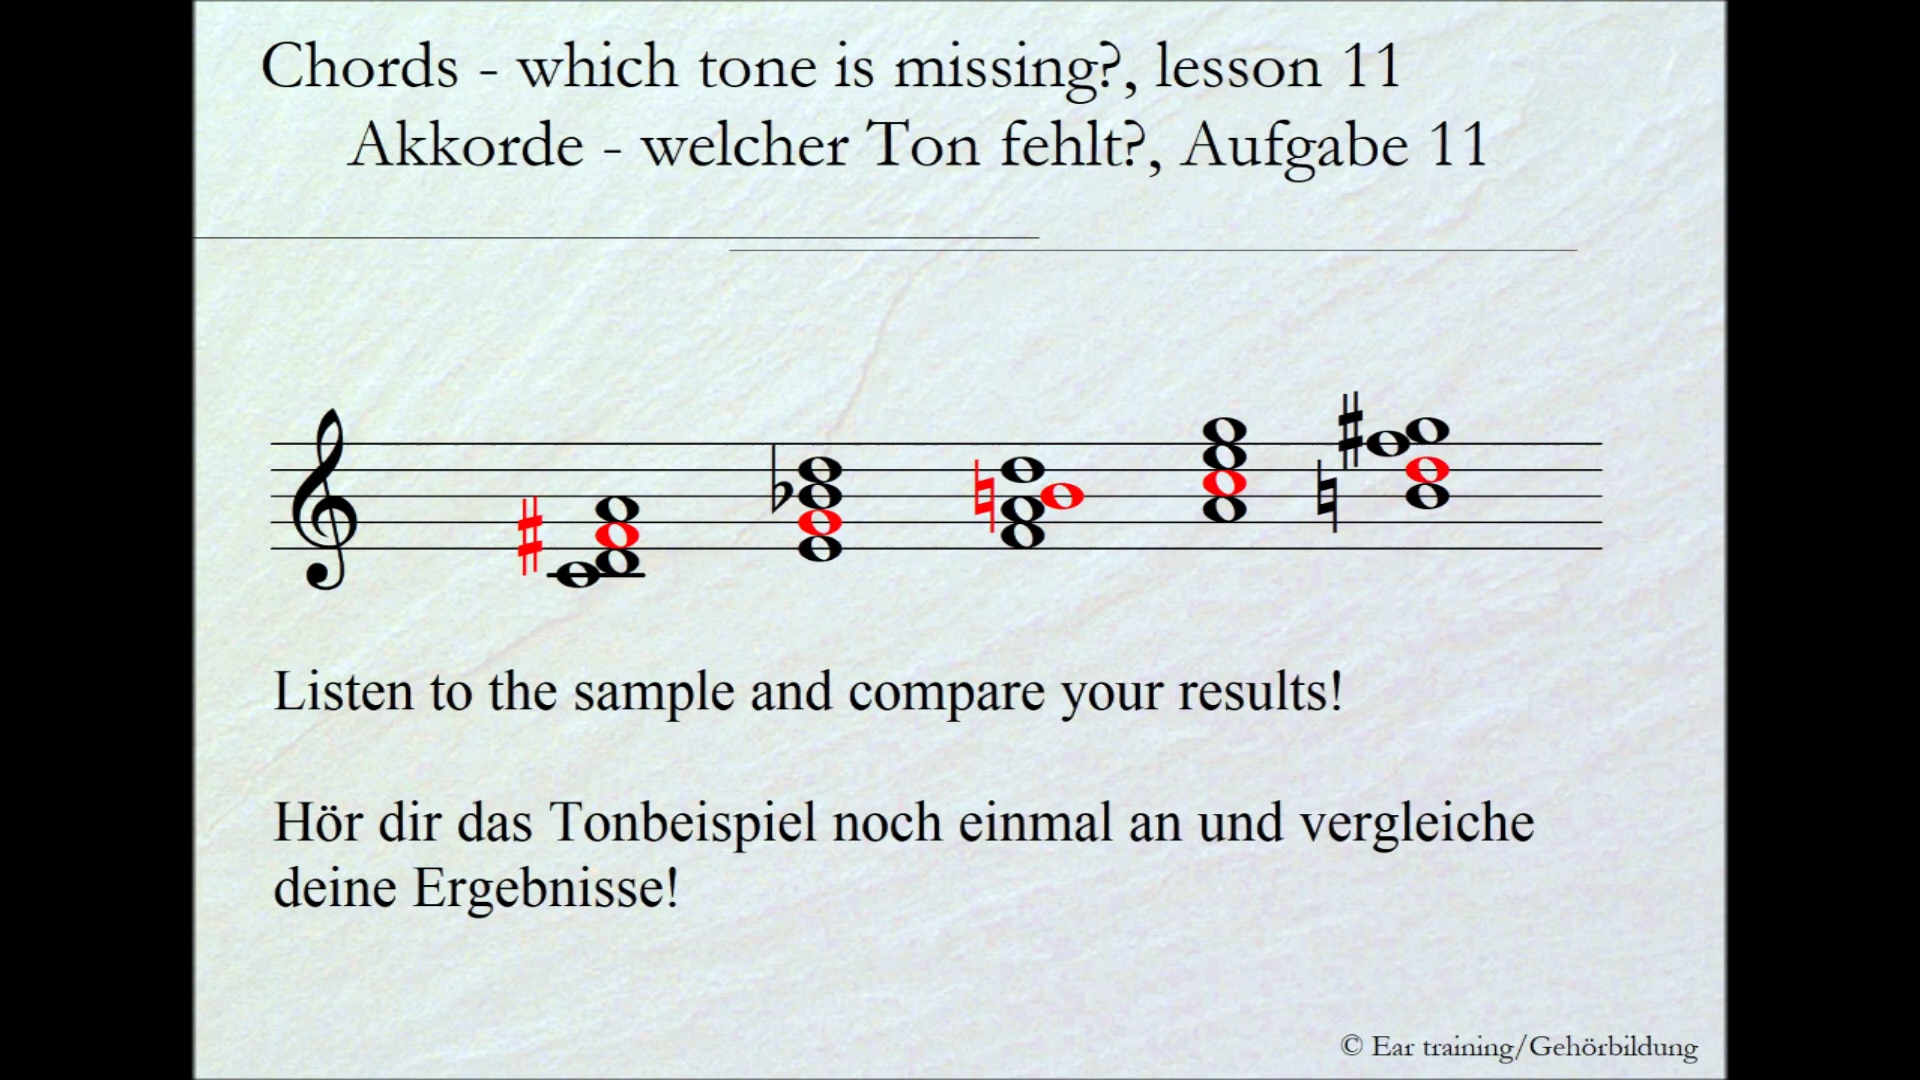 Chords - which tone is missing?, lesson 11
Akkorde - welcher Ton fehlt?, Aufgabe 11
Listen to the sample and compare your results!
Hör dir das Tonbeispiel noch einmal an und vergleiche
deine Ergebnisse!
© Ear training/Gehörbildung